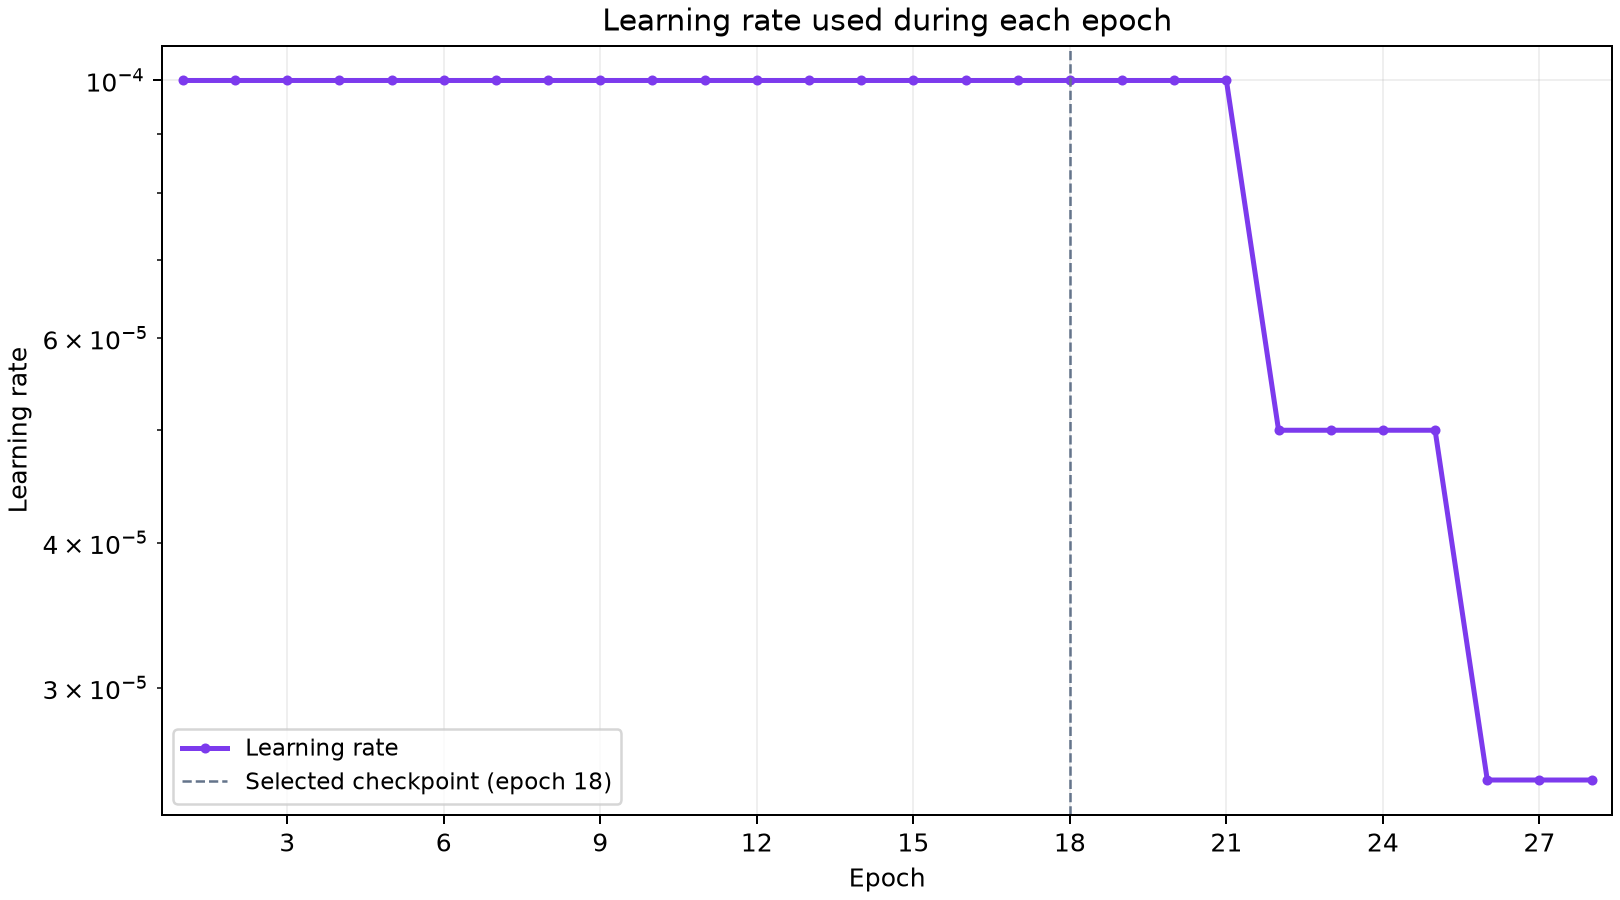 Learning rate used during each epoch
10⁻⁴
6 × 10⁻⁵
4 × 10⁻⁵
3 × 10⁻⁵
Learning rate
Learning rate
Selected checkpoint (epoch 18)
3 6 9 12 15 18 21 24 27
Epoch